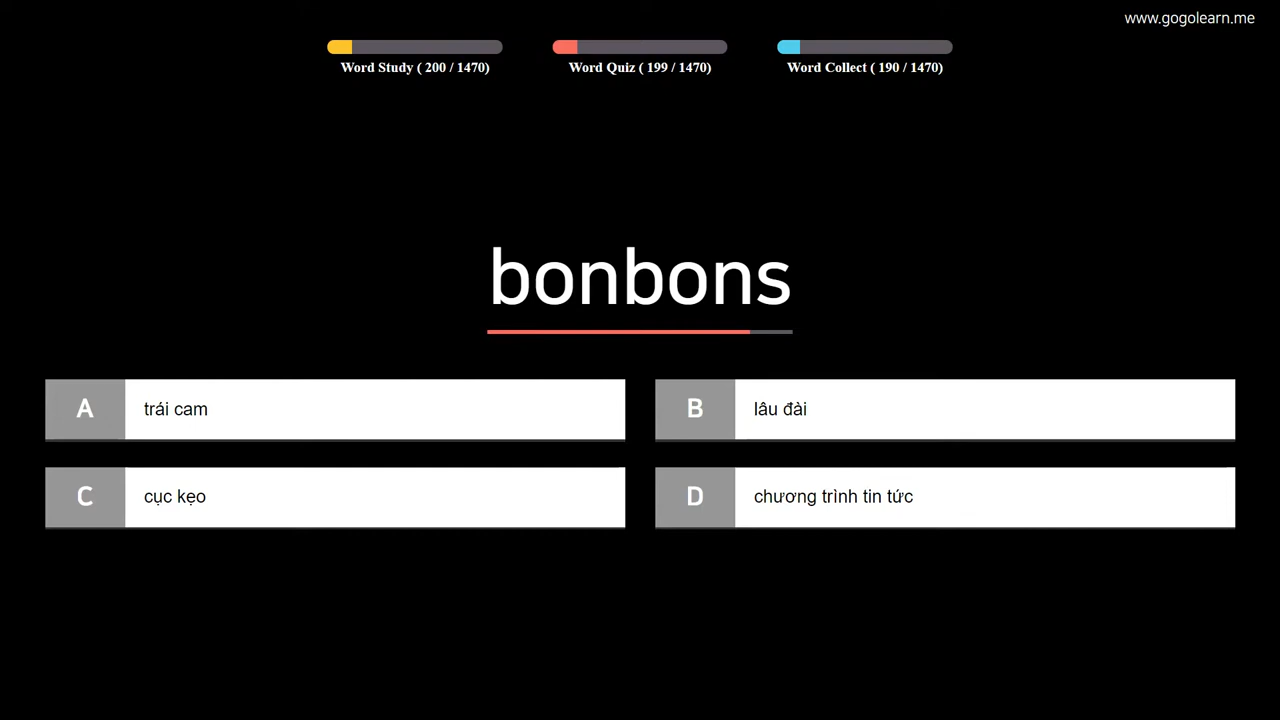 www.gogolearn.me
Word Study ( 200 / 1470)
Word Quiz ( 199 / 1470)
Word Collect ( 190 / 1470)
bonbons
A trái cam
B lâu đài
C cục kẹo
D chương trình tin tức